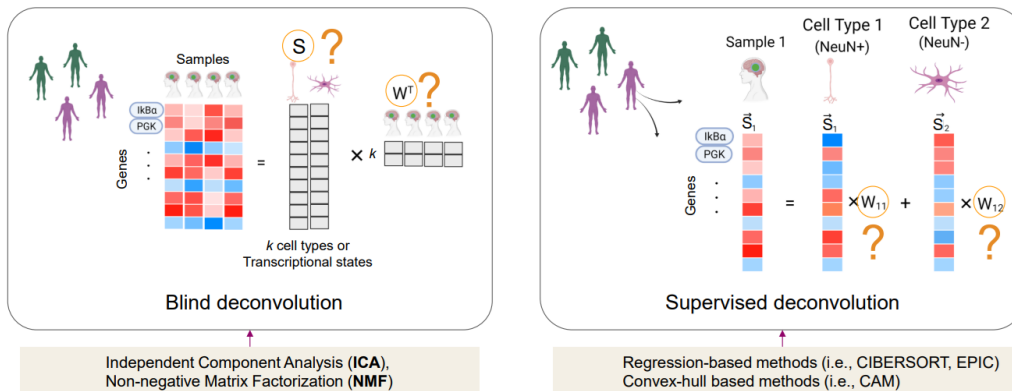 Samples
S ?
Wᵀ ?
IkBα
PGK
.
.
.
Genes
=
× k
k cell types or
Transcriptional states
Blind deconvolution
Independent Component Analysis (ICA),
Non-negative Matrix Factorization (NMF)
Sample 1
Cell Type 1
(NeuN+)
Cell Type 2
(NeuN-)
S⃗₁
S⃗₁
S⃗₂
IkBα
PGK
.
.
.
Genes
= ×W₁₁ + ×W₁₂
? ?
Supervised deconvolution
Regression-based methods (i.e., CIBERSORT, EPIC)
Convex-hull based methods (i.e., CAM)